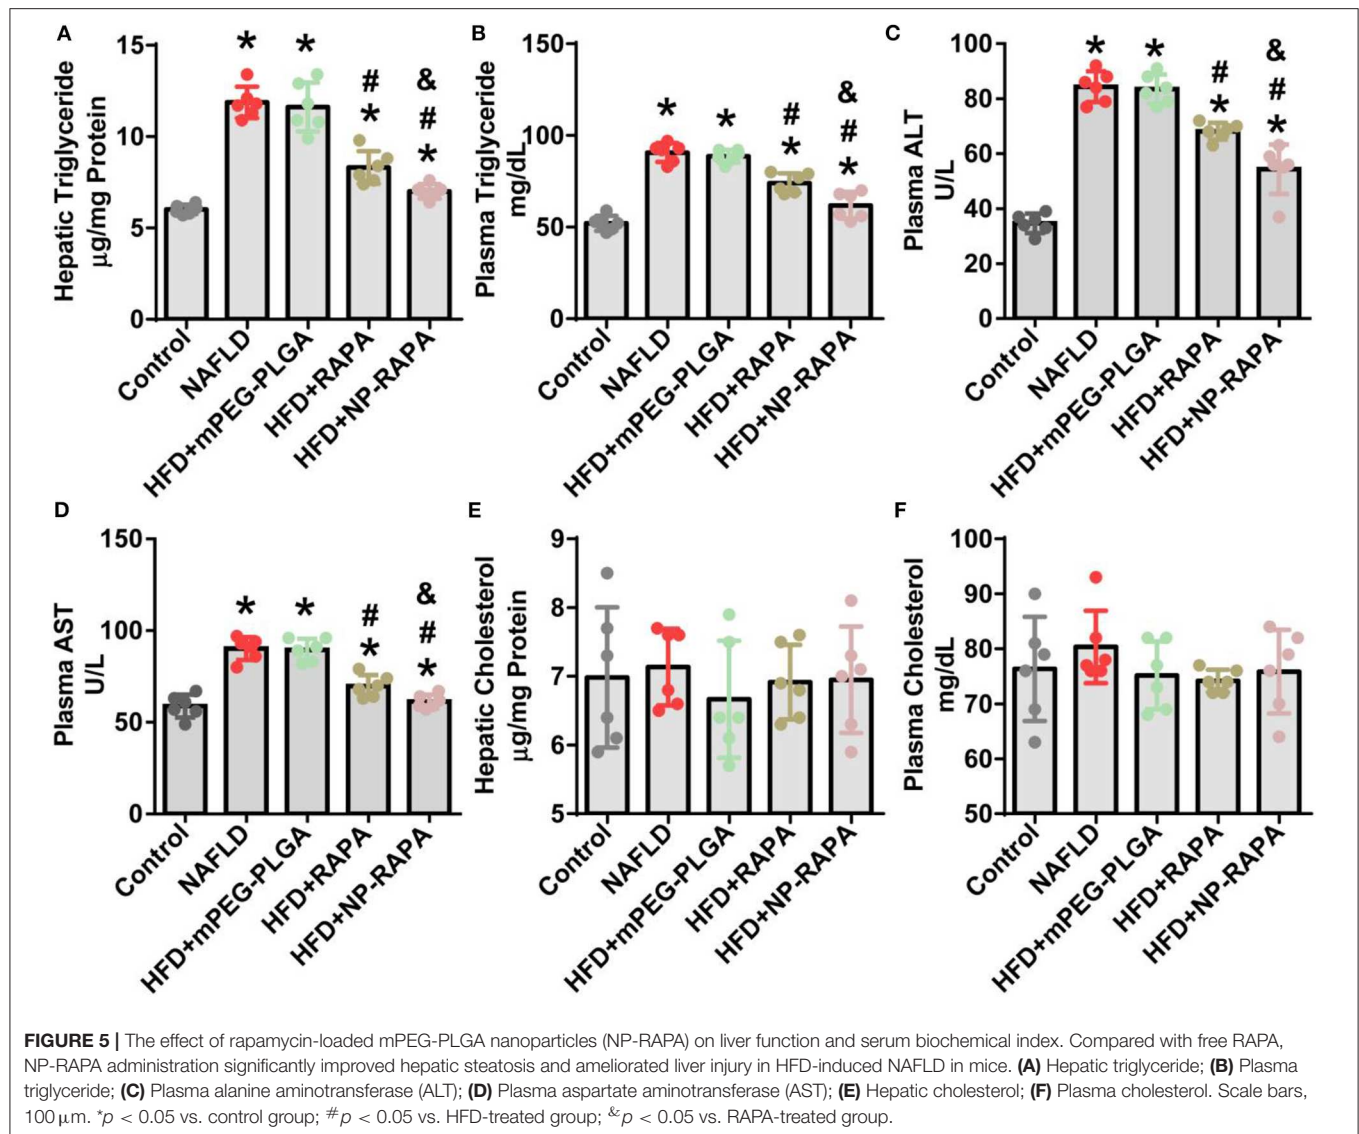 A
Hepatic Triglyceride
µg/mg Protein
15
10
5
0
*
*
#
*
&
#
*
Control
NAFLD
HFD+mPEG-PLGA
HFD+RAPA
HFD+NP-RAPA
B
Plasma Triglyceride
mg/dL
150
100
50
0
*
*
#
*
&
#
*
Control
NAFLD
HFD+mPEG-PLGA
HFD+RAPA
HFD+NP-RAPA
C
Plasma ALT
U/L
100
80
60
40
20
0
*
*
#
*
&
#
*
Control
NAFLD
HFD+mPEG-PLGA
HFD+RAPA
HFD+NP-RAPA
D
Plasma AST
U/L
150
100
50
0
*
*
#
*
&
#
*
Control
NAFLD
HFD+mPEG-PLGA
HFD+RAPA
HFD+NP-RAPA
E
Hepatic Cholesterol
µg/mg Protein
9
8
7
6
5
Control
NAFLD
HFD+mPEG-PLGA
HFD+RAPA
HFD+NP-RAPA
F
Plasma Cholesterol
mg/dL
100
90
80
70
60
50
Control
NAFLD
HFD+mPEG-PLGA
HFD+RAPA
HFD+NP-RAPA
FIGURE 5 | The effect of rapamycin-loaded mPEG-PLGA nanoparticles (NP-RAPA) on liver function and serum biochemical index. Compared with free RAPA,
NP-RAPA administration significantly improved hepatic steatosis and ameliorated liver injury in HFD-induced NAFLD in mice. (A) Hepatic triglyceride; (B) Plasma
triglyceride; (C) Plasma alanine aminotransferase (ALT); (D) Plasma aspartate aminotransferase (AST); (E) Hepatic cholesterol; (F) Plasma cholesterol. Scale bars,
100 µm. *p < 0.05 vs. control group; #p < 0.05 vs. HFD-treated group; &p < 0.05 vs. RAPA-treated group.